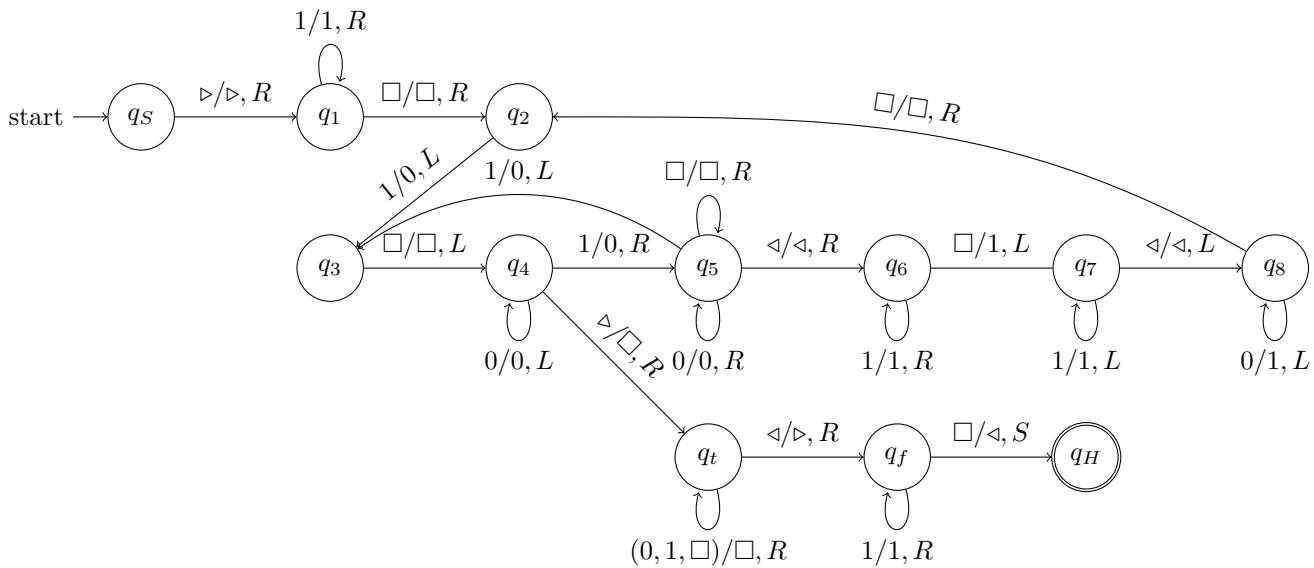 1/1, R
start
q_S
▷/▷, R
q_1
□/□, R
q_2
□/□, R
1/0, L
1/0, L
□/□, R
q_3
□/□, L
q_4
1/0, R
q_5
◁/◁, R
q_6
□/1, L
q_7
◁/◁, L
q_8
0/0, L
▷/□, R
0/0, R
1/1, R
1/1, L
0/1, L
q_t
◁/▷, R
q_f
□/◁, S
q_H
(0, 1, □)/□, R
1/1, R